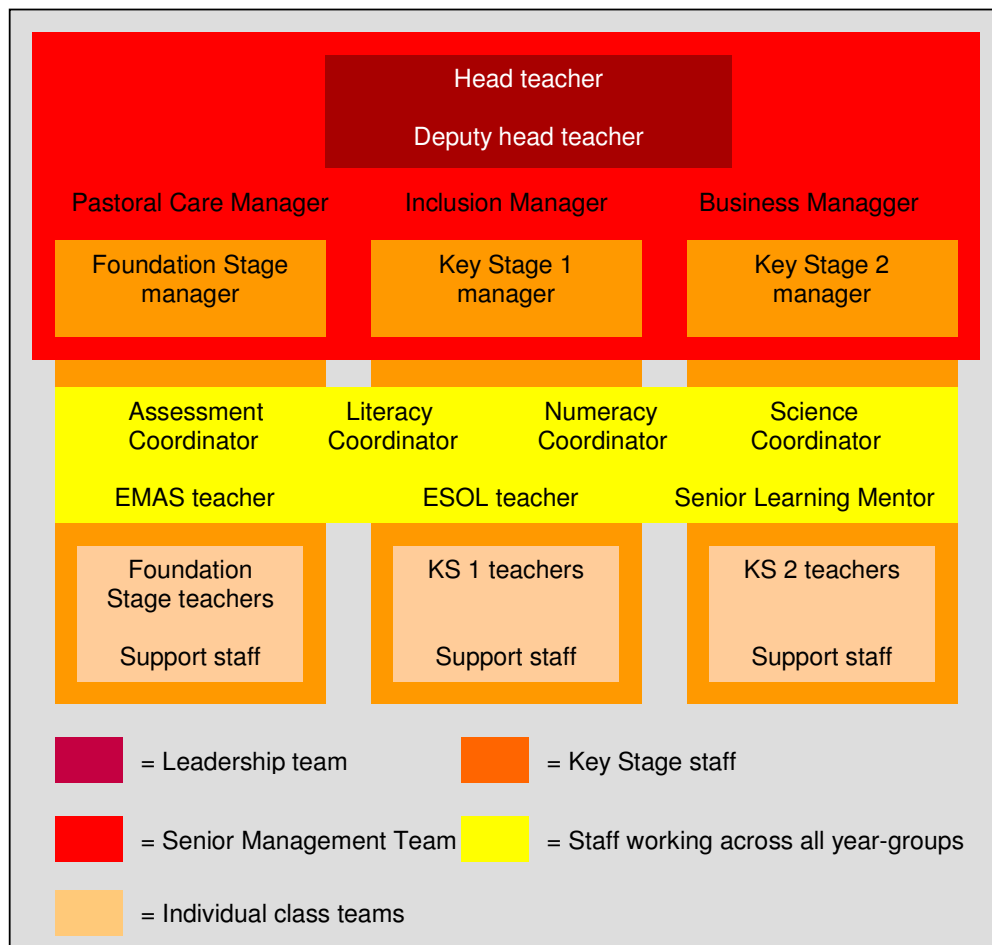 Head teacher
Deputy head teacher
Pastoral Care Manager Inclusion Manager Business Managger
Foundation Stage manager
Key Stage 1 manager
Key Stage 2 manager
Assessment Coordinator
Literacy Coordinator
Numeracy Coordinator
Science Coordinator
EMAS teacher ESOL teacher Senior Learning Mentor
Foundation Stage teachers
Support staff
KS 1 teachers
Support staff
KS 2 teachers
Support staff
= Leadership team
= Key Stage staff
= Senior Management Team
= Staff working across all year-groups
= Individual class teams